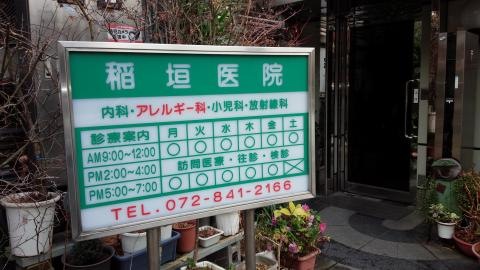 稲垣医院
内科・アレルギー科・小児科・放射線科
診療案内 月 火 水 木 金 土
AM9:00~12:00 ○ ○ ○ ○ ○ ○
PM2:00~4:00 訪問医療・往診・検診
PM5:00~7:00 ○ ○ ○ ○ ○ ×
TEL.072-841-2166